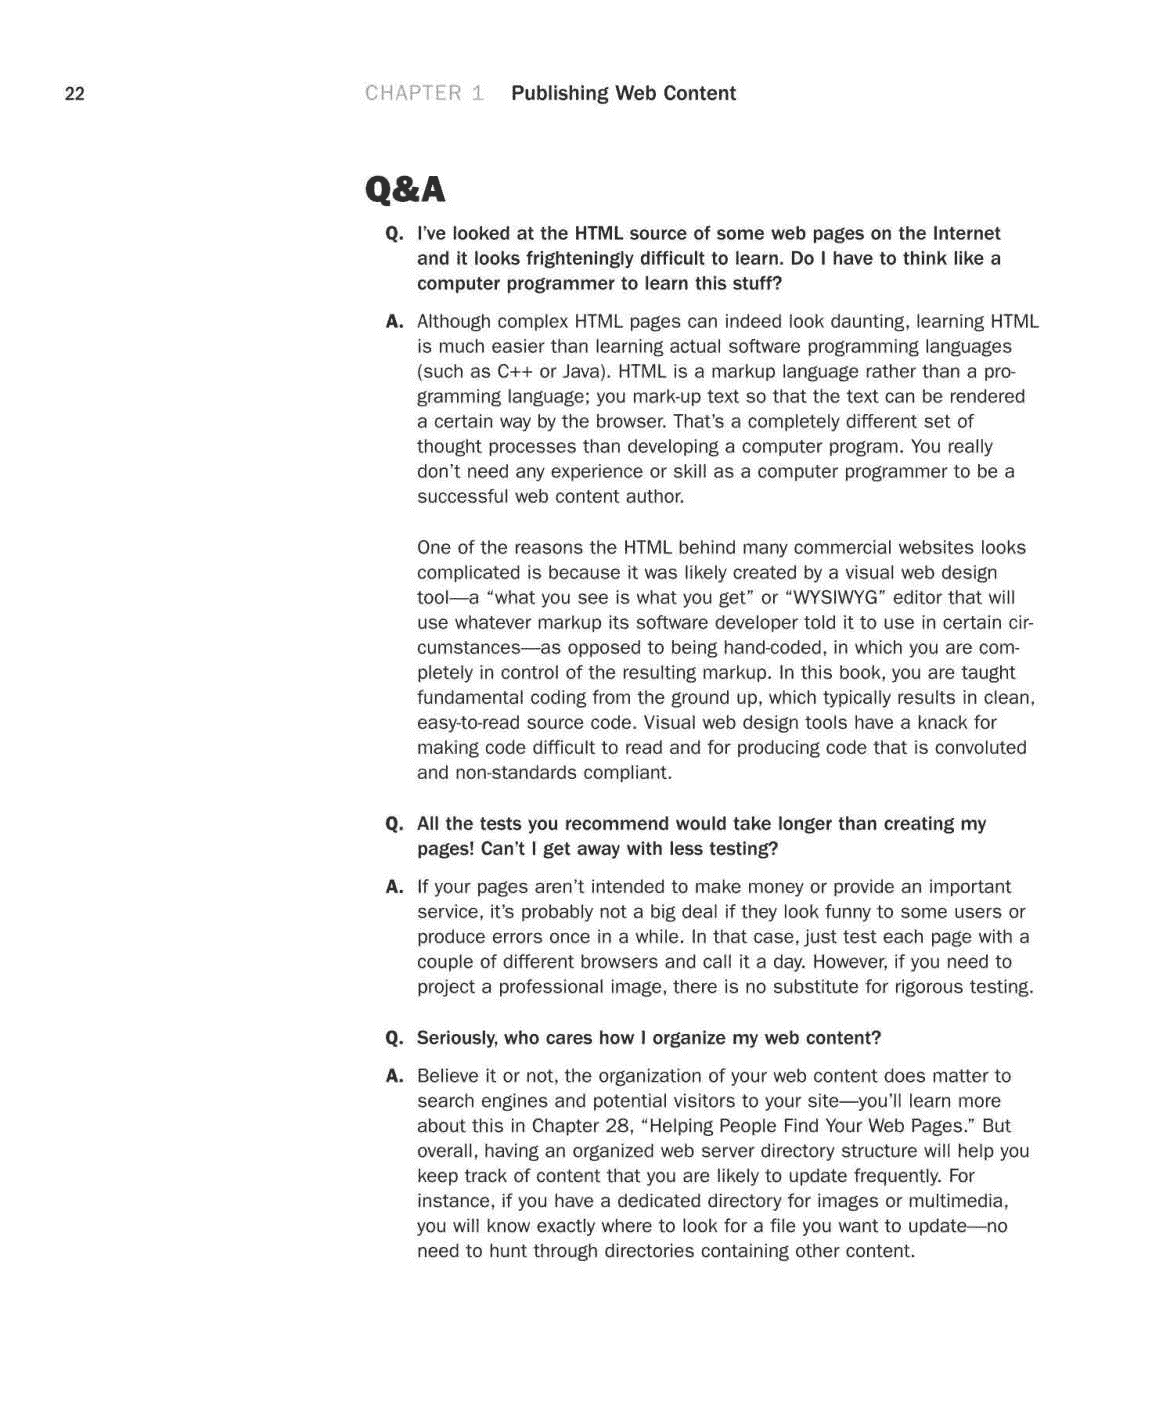 22
CHAPTER 1 Publishing Web Content
Q&A
Q. I’ve looked at the HTML source of some web pages on the Internet
and it looks frighteningly difficult to learn. Do I have to think like a
computer programmer to learn this stuff?
A. Although complex HTML pages can indeed look daunting, learning HTML
is much easier than learning actual software programming languages
(such as C++ or Java). HTML is a markup language rather than a pro-
gramming language; you mark-up text so that the text can be rendered
a certain way by the browser. That’s a completely different set of
thought processes than developing a computer program. You really
don’t need any experience or skill as a computer programmer to be a
successful web content author.
One of the reasons the HTML behind many commercial websites looks
complicated is because it was likely created by a visual web design
tool—a “what you see is what you get” or “WYSIWYG” editor that will
use whatever markup its software developer told it to use in certain cir-
cumstances—as opposed to being hand-coded, in which you are com-
pletely in control of the resulting markup. In this book, you are taught
fundamental coding from the ground up, which typically results in clean,
easy-to-read source code. Visual web design tools have a knack for
making code difficult to read and for producing code that is convoluted
and non-standards compliant.
Q. All the tests you recommend would take longer than creating my
pages! Can’t I get away with less testing?
A. If your pages aren’t intended to make money or provide an important
service, it’s probably not a big deal if they look funny to some users or
produce errors once in a while. In that case, just test each page with a
couple of different browsers and call it a day. However, if you need to
project a professional image, there is no substitute for rigorous testing.
Q. Seriously, who cares how I organize my web content?
A. Believe it or not, the organization of your web content does matter to
search engines and potential visitors to your site—you’ll learn more
about this in Chapter 28, “Helping People Find Your Web Pages.” But
overall, having an organized web server directory structure will help you
keep track of content that you are likely to update frequently. For
instance, if you have a dedicated directory for images or multimedia,
you will know exactly where to look for a file you want to update—no
need to hunt through directories containing other content.